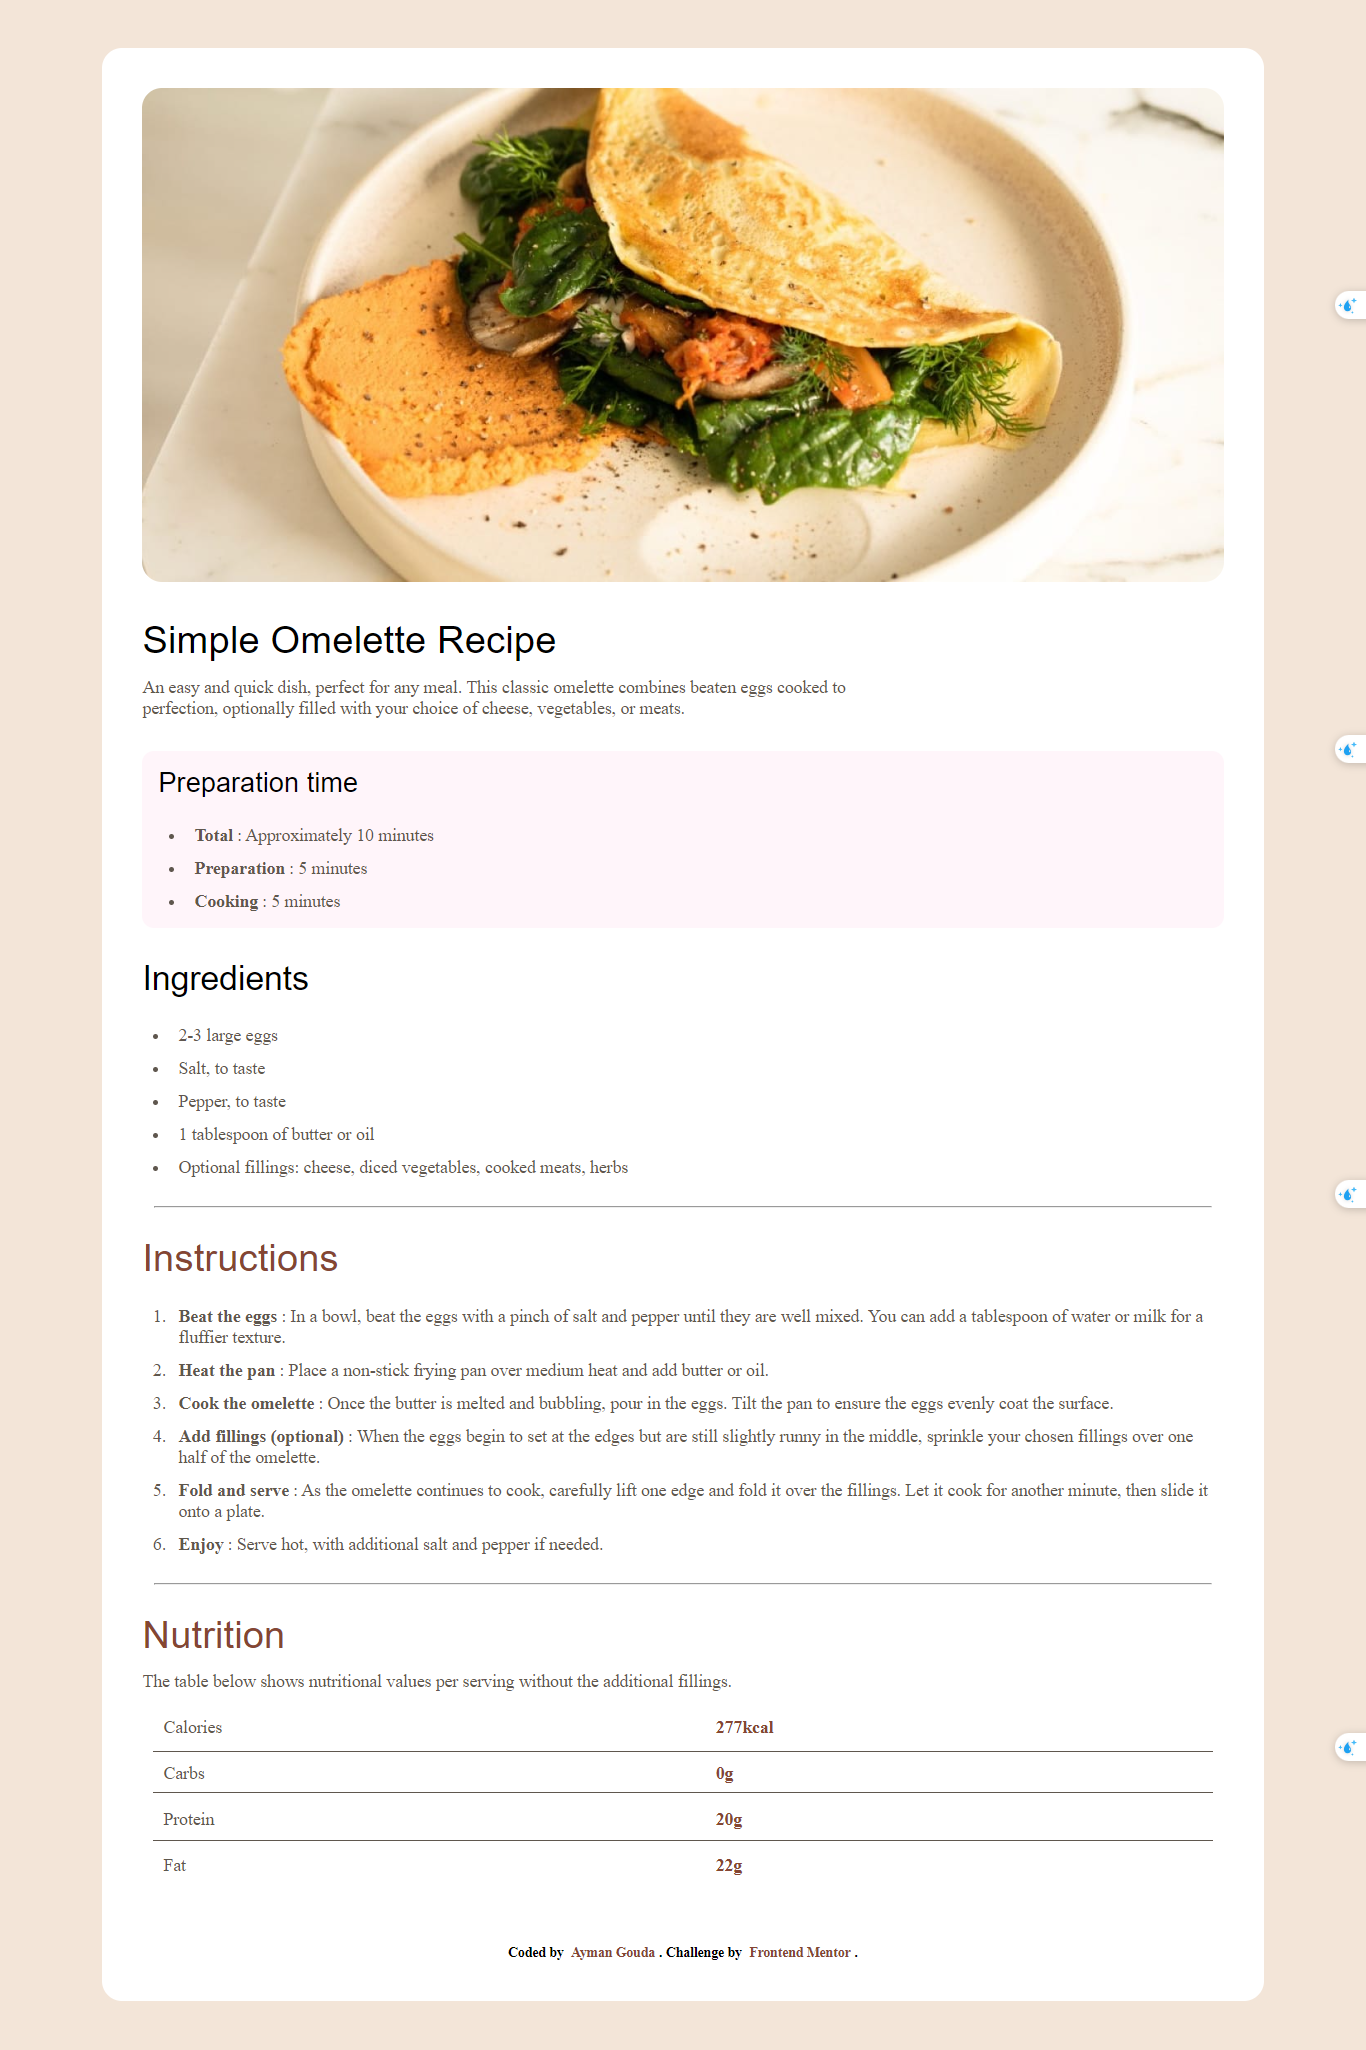 Simple Omelette Recipe
An easy and quick dish, perfect for any meal. This classic omelette combines beaten eggs cooked to
perfection, optionally filled with your choice of cheese, vegetables, or meats.
Preparation time
• Total : Approximately 10 minutes
• Preparation : 5 minutes
• Cooking : 5 minutes
Ingredients
• 2-3 large eggs
• Salt, to taste
• Pepper, to taste
• 1 tablespoon of butter or oil
• Optional fillings: cheese, diced vegetables, cooked meats, herbs
Instructions
1. Beat the eggs : In a bowl, beat the eggs with a pinch of salt and pepper until they are well mixed. You can add a tablespoon of water or milk for a
fluffier texture.
2. Heat the pan : Place a non-stick frying pan over medium heat and add butter or oil.
3. Cook the omelette : Once the butter is melted and bubbling, pour in the eggs. Tilt the pan to ensure the eggs evenly coat the surface.
4. Add fillings (optional) : When the eggs begin to set at the edges but are still slightly runny in the middle, sprinkle your chosen fillings over one
half of the omelette.
5. Fold and serve : As the omelette continues to cook, carefully lift one edge and fold it over the fillings. Let it cook for another minute, then slide it
onto a plate.
6. Enjoy : Serve hot, with additional salt and pepper if needed.
Nutrition
The table below shows nutritional values per serving without the additional fillings.
Calories 277kcal
Carbs 0g
Protein 20g
Fat 22g
Coded by Ayman Gouda . Challenge by Frontend Mentor .